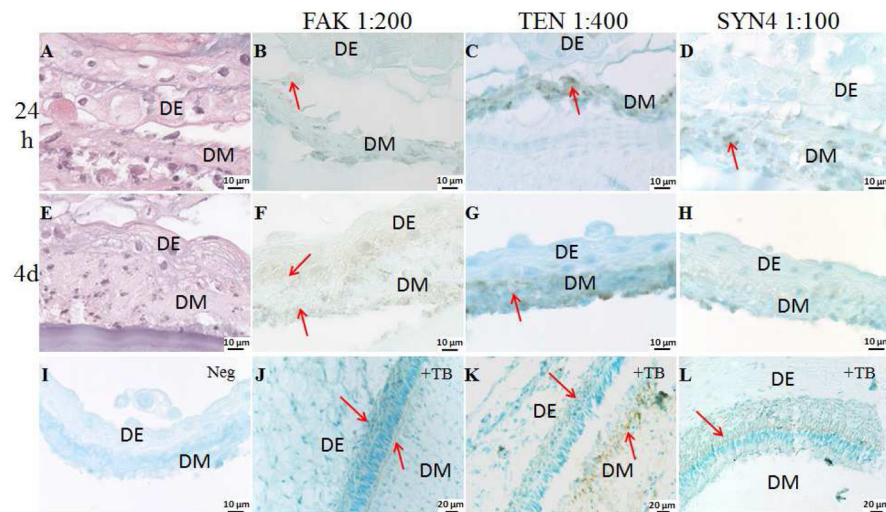 FAK 1:200 TEN 1:400 SYN4 1:100
A B DE C DE D
24 DE DE
h DM DM DM DM
10 µm 10 µm 10 µm 10 µm
E F G H
DE DE DE DE
4d DM DM DM DM
10 µm 10 µm 10 µm 10 µm
I Neg J +TB K +TB L +TB
DE DE DE DE
DM DM DM DM
10 µm 20 µm 20 µm 20 µm